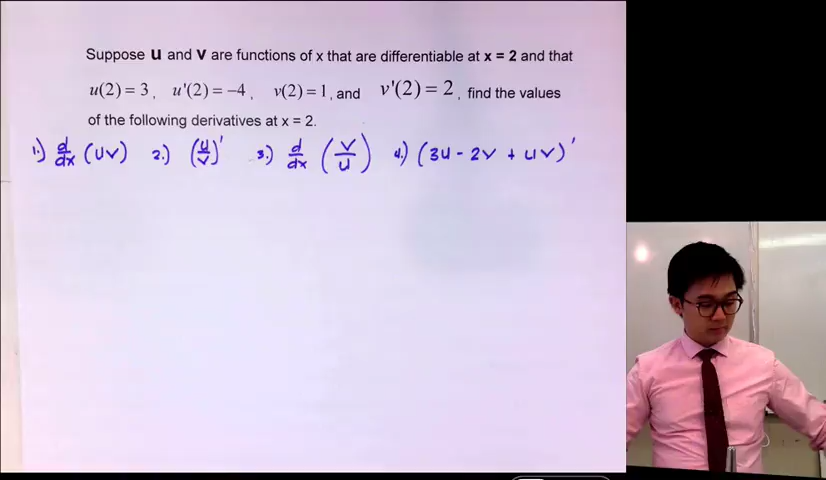 Suppose u and v are functions of x that are differentiable at x = 2 and that
u(2) = 3, u'(2) = -4, v(2) = 1, and v'(2) = 2, find the values
of the following derivatives at x = 2.
1.) d/dx (uv) 2.) (u/v)' 3.) d/dx (v/u) 4.) (3u - 2v + uv)'